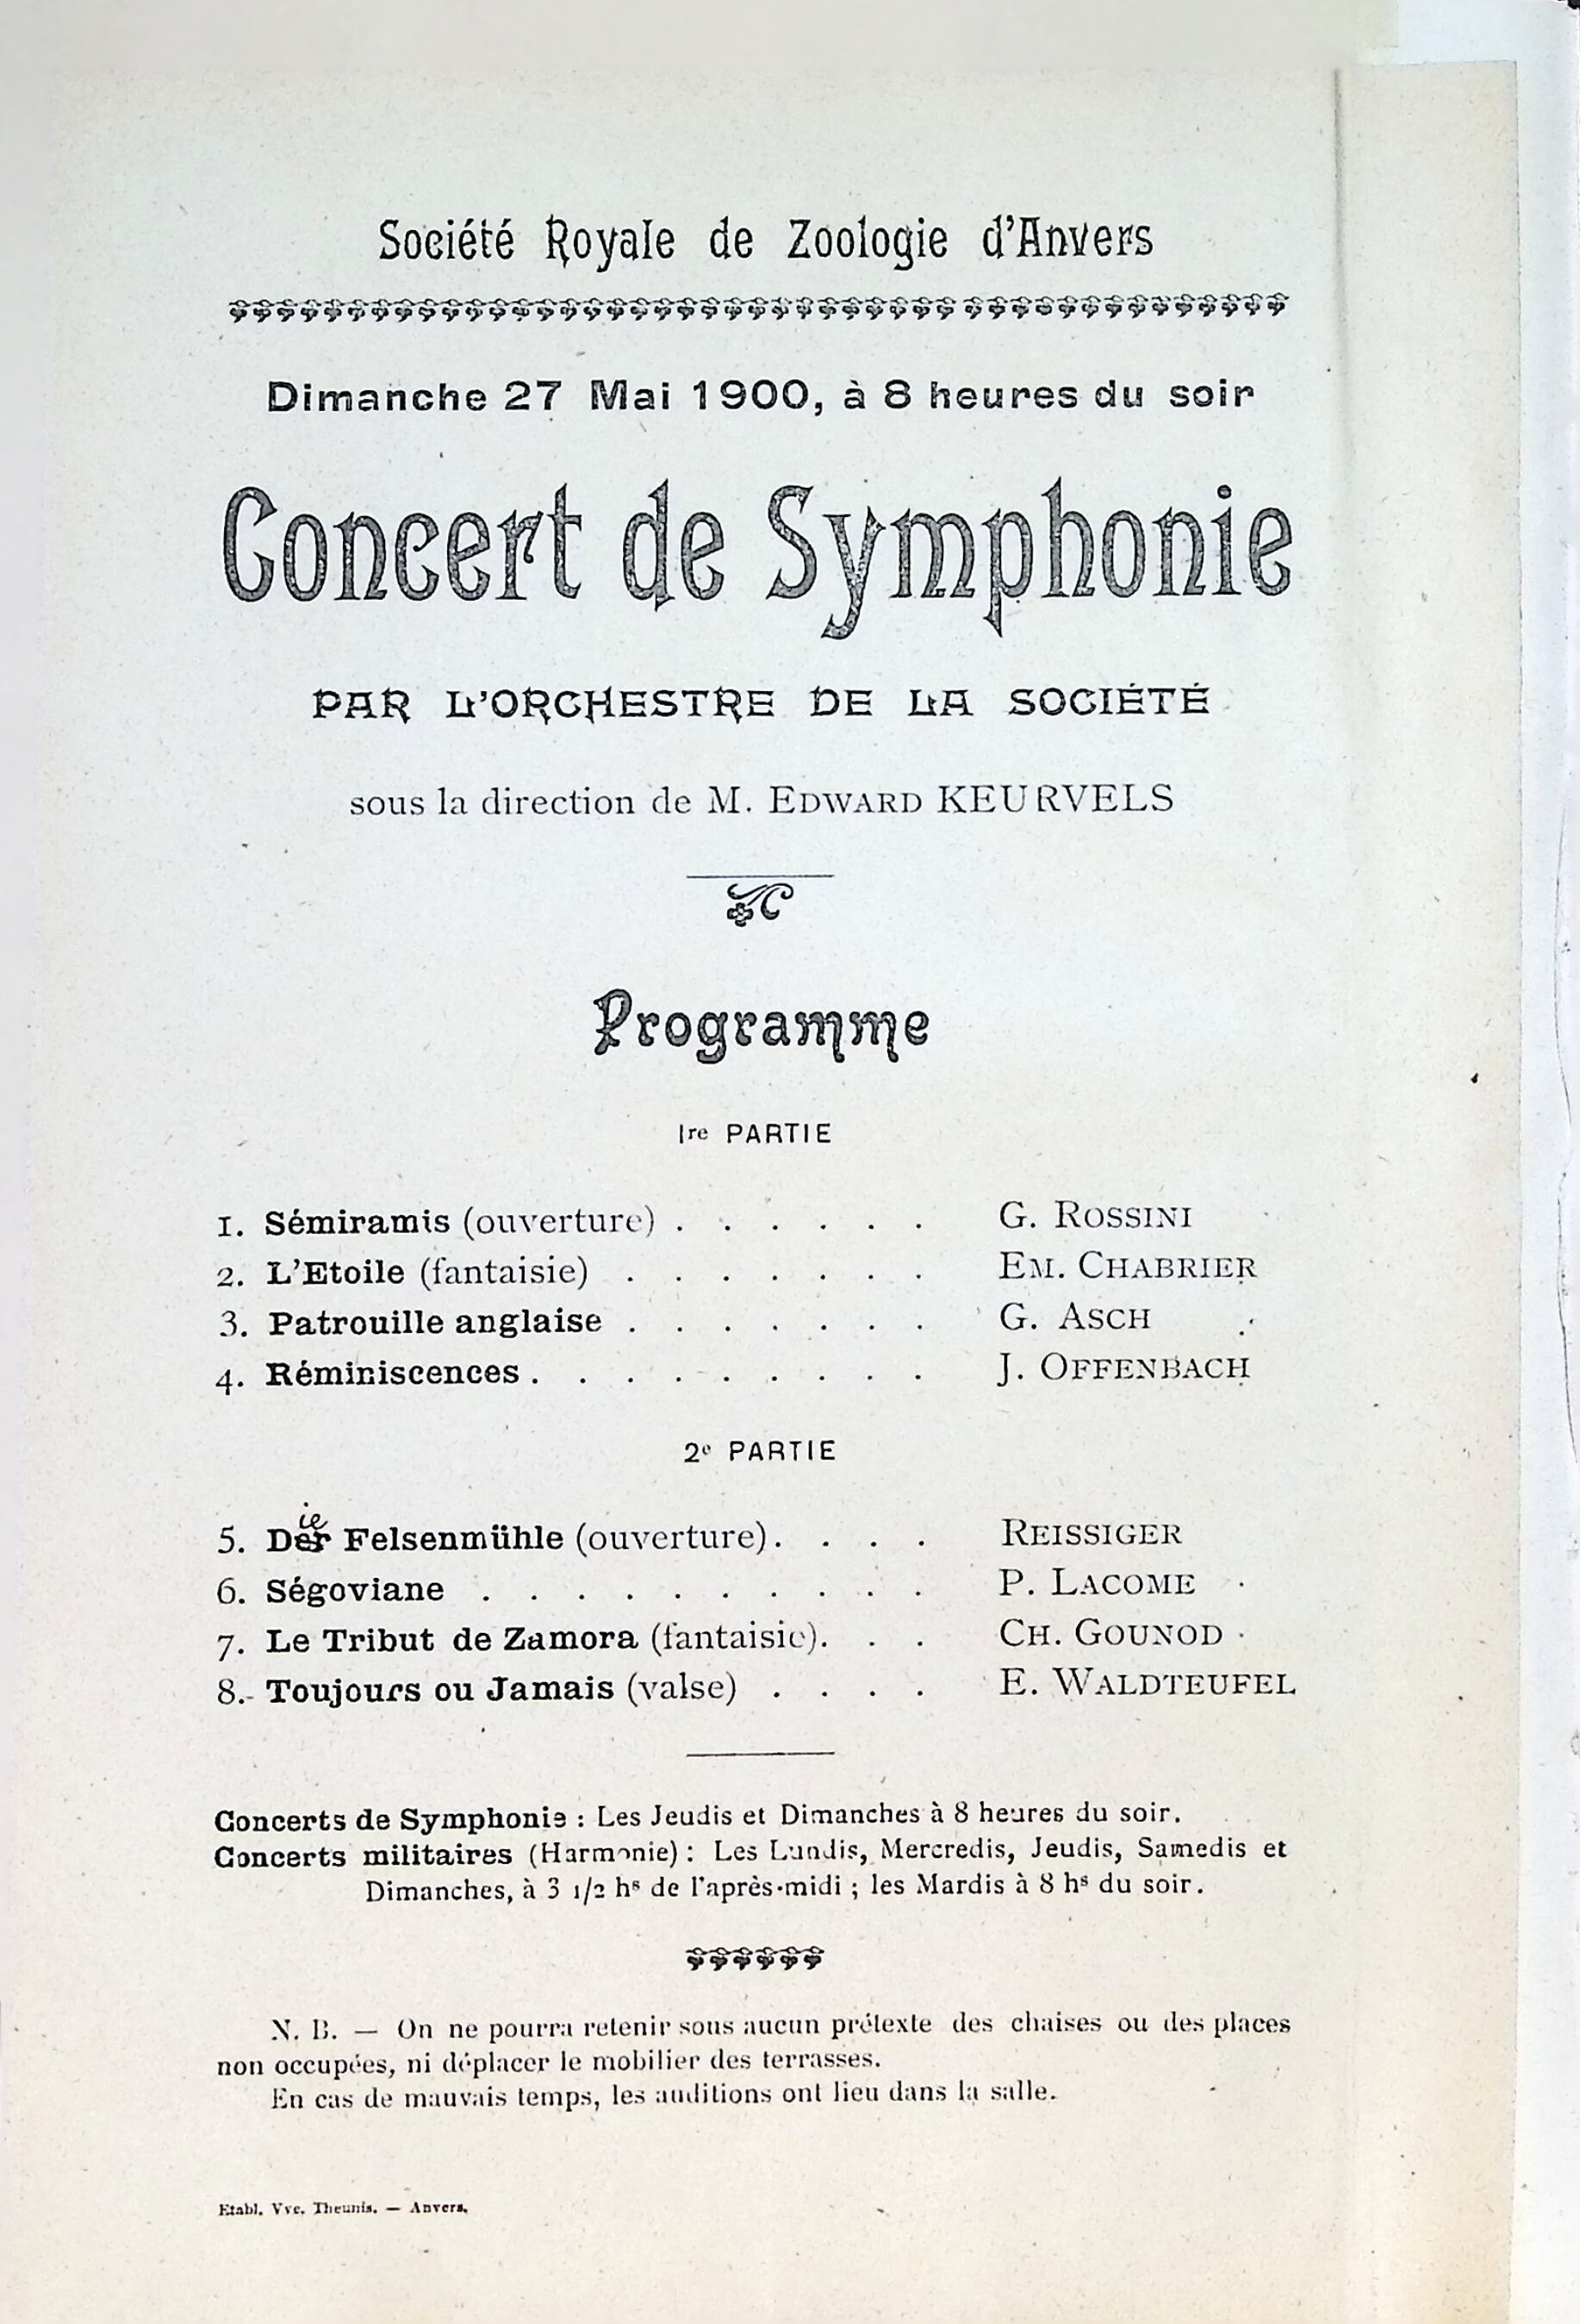 Société Royale de Zoologie d'Anvers
Dimanche 27 Mai 1900, à 8 heures du soir
Concert de Symphonie
PAR L'ORCHESTRE DE LA SOCIÉTÉ
sous la direction de M. EDWARD KEURVELS
Programme
1re PARTIE
1. Sémiramis (ouverture) . . . . . . G. ROSSINI
2. L'Etoile (fantaisie) . . . . . . . EM. CHABRIER
3. Patrouille anglaise . . . . . . . G. ASCH
4. Réminiscences . . . . . . . . . J. OFFENBACH
2e PARTIE
ie
5. Der Felsenmühle (ouverture). . . . REISSIGER
6. Ségoviane . . . . . . . . . . P. LACOME
7. Le Tribut de Zamora (fantaisie). . . CH. GOUNOD
8. Toujours ou Jamais (valse) . . . . E. WALDTEUFEL
Concerts de Symphonie : Les Jeudis et Dimanches à 8 heures du soir.
Concerts militaires (Harmonie) : Les Lundis, Mercredis, Jeudis, Samedis et
Dimanches, à 3 1/2 hs de l'après-midi ; les Mardis à 8 hs du soir.
N. B. — On ne pourra retenir sous aucun prétexte des chaises ou des places
non occupées, ni déplacer le mobilier des terrasses.
En cas de mauvais temps, les auditions ont lieu dans la salle.
Etabl. Vve. Theunis. — Anvers.